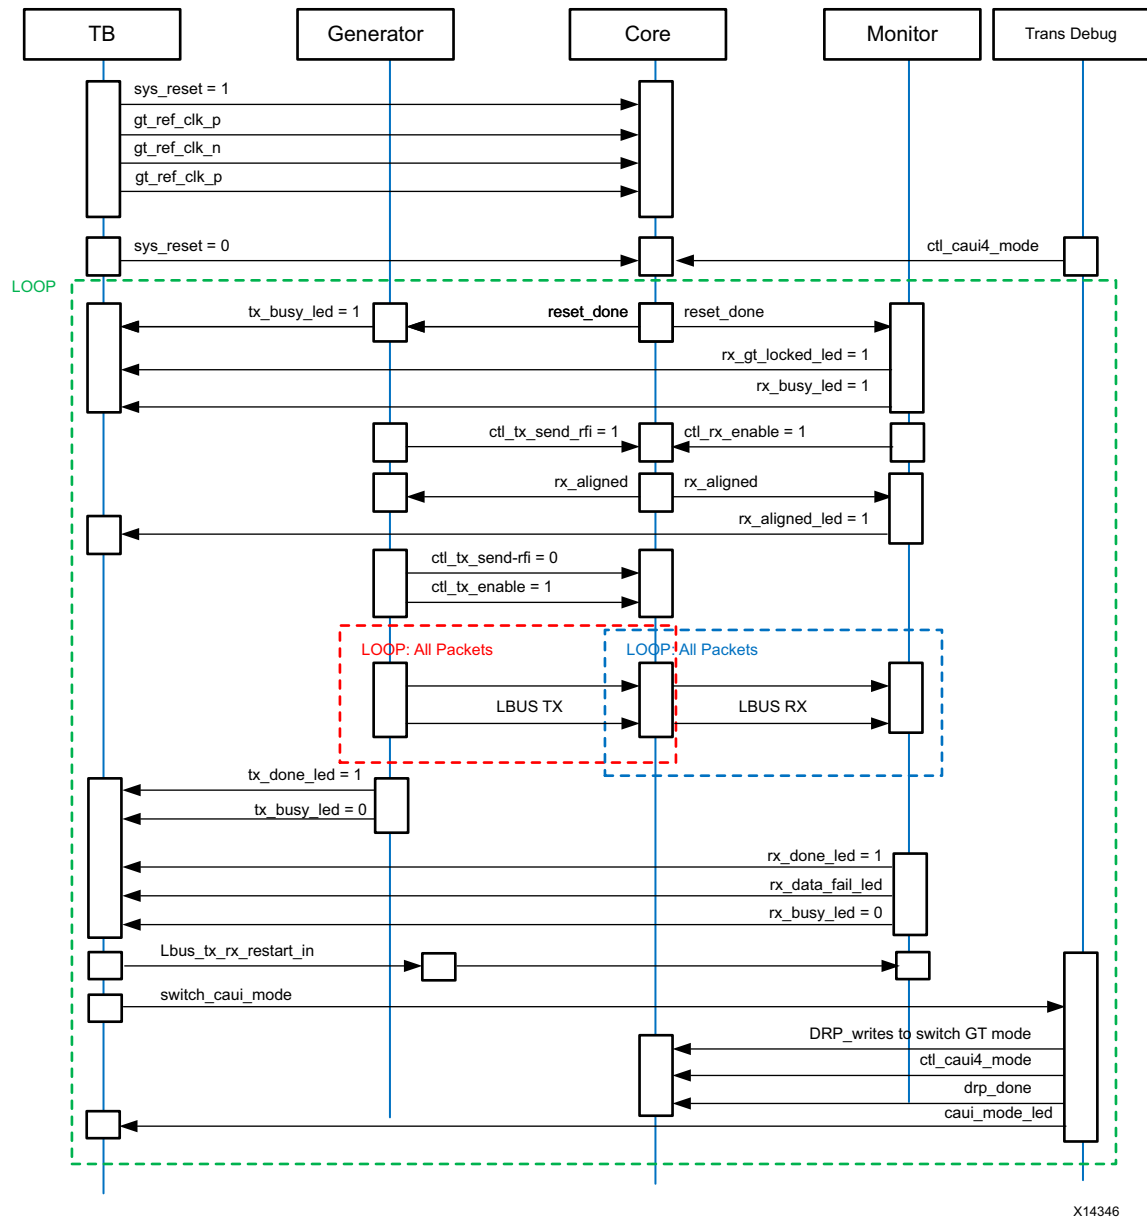 TB
Generator
Core
Monitor
Trans Debug
sys_reset = 1
gt_ref_clk_p
gt_ref_clk_n
gt_ref_clk_p
sys_reset = 0
ctl_caui4_mode
LOOP
tx_busy_led = 1
reset_done
reset_done
rx_gt_locked_led = 1
rx_busy_led = 1
ctl_tx_send_rfi = 1
ctl_rx_enable = 1
rx_aligned
rx_aligned
rx_aligned_led = 1
ctl_tx_send-rfi = 0
ctl_tx_enable = 1
LOOP: All Packets
LOOP: All Packets
LBUS TX
LBUS RX
tx_done_led = 1
tx_busy_led = 0
rx_done_led = 1
rx_data_fail_led
rx_busy_led = 0
Lbus_tx_rx_restart_in
switch_caui_mode
DRP_writes to switch GT mode
ctl_caui4_mode
drp_done
caui_mode_led
X14346